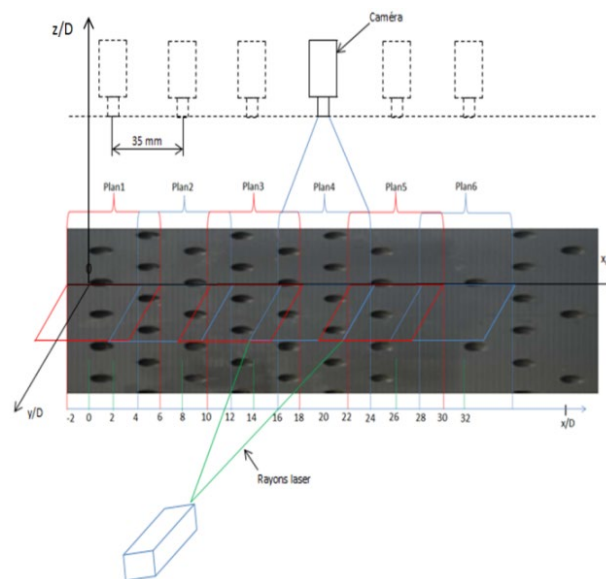 z/D
Caméra
35 mm
Plan1 Plan2 Plan3 Plan4 Plan5 Plan6
0
y/D
-2 0 2 4 6 8 10 12 14 16 18 20 22 24 26 28 30 32
x/D
Rayons laser